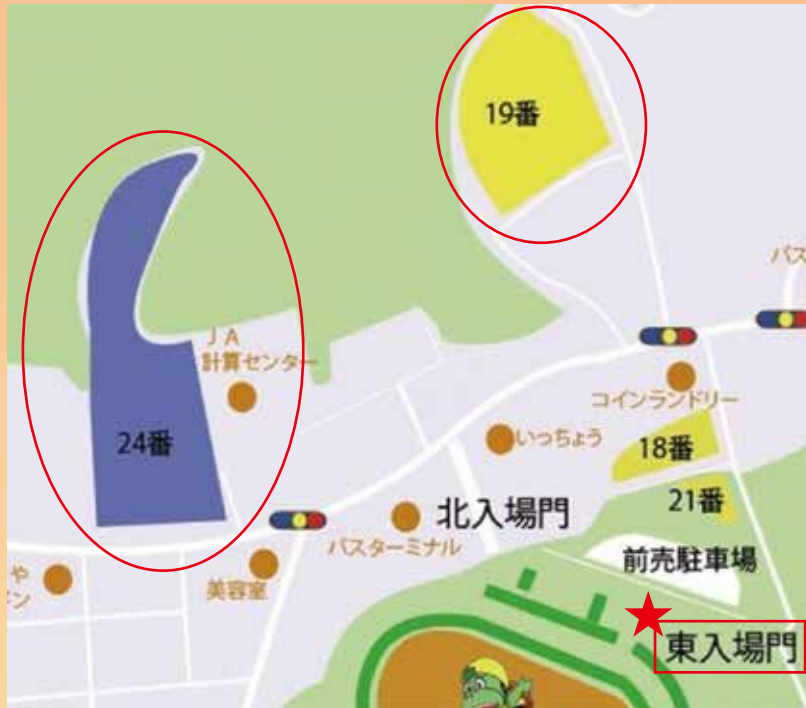 19番
バス
JA
計算センター
コインランドリー
24番
いっちょう
18番
21番
北入場門
バスターミナル
前売駐車場
や
美容室
東入場門